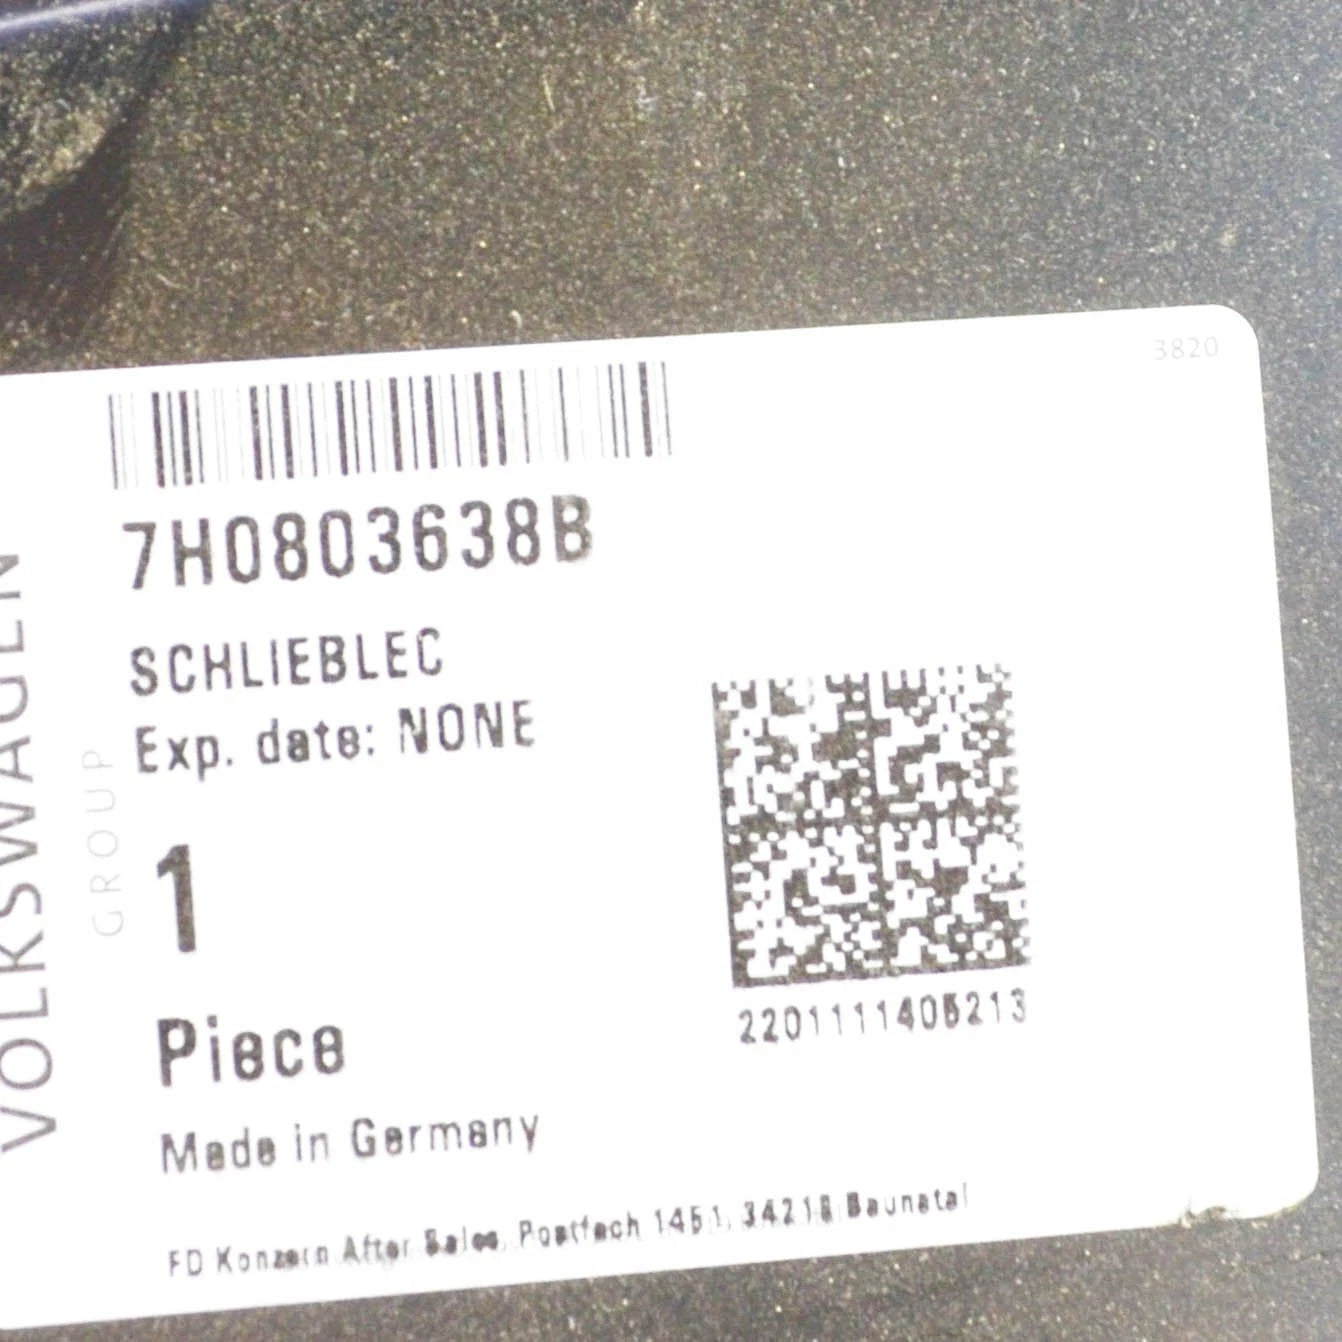 3820
7H0803638B
SCHLIEBLEC
Exp. date: NONE
1
Piece
Made in Germany
FD Konzern After Sales, Postfach 1451, 34218 Baunatal
2201111405213
VOLKSWAGEN
GROUP